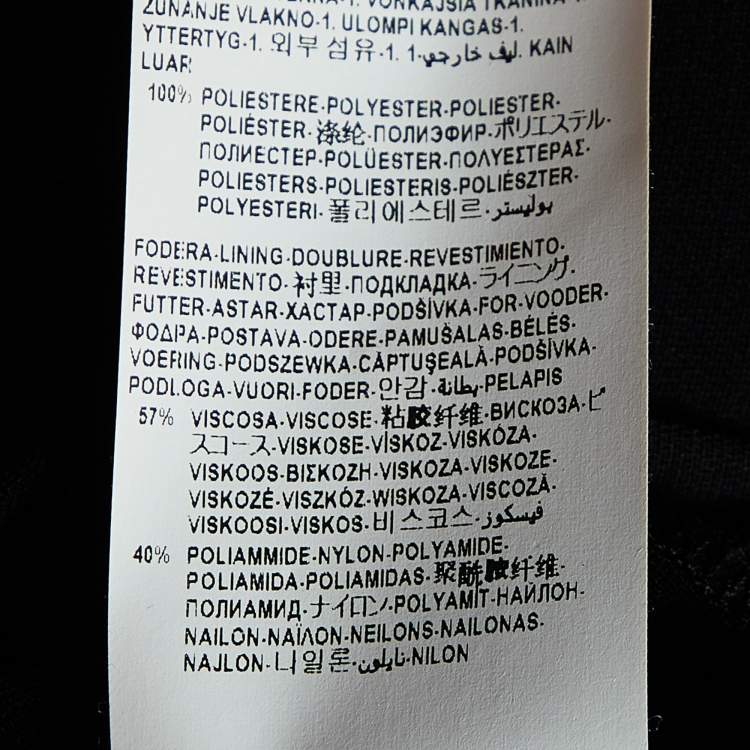 ZUNANJE VLAKNO-1. ULOMPI KANGAS-1.
YTTERTYG-1. 외부 섬유-1. ليف خارجي-1. KAIN
LUAR
100% POLIESTERE-POLYESTER-POLIESTER-
POLIÉSTER-涤纶-ПОЛИЭФИР-ポリエステル-
ПОЛИЕСТЕР-POLÜESTER-ΠΟΛΥΕΣΤΕΡΑΣ-
POLIESTERS-POLIESTERIS-POLIÉSZTER-
POLYESTERI-폴리에스테르-بوليستر
FODERA-LINING-DOUBLURE-REVESTIMIENTO-
REVESTIMENTO-衬里-ПОДКЛАДКА-ライニング-
FUTTER-ASTAR-ХАСТАР-PODŠÍVKA-FOR-VOODER-
ΦΟΔΡΑ-POSTAVA-ODERE-PAMUŠALAS-BÉLÉS-
VOERING-PODSZEWKA-CĂPTUŞEALĂ-PODŠÍVKA-
PODLOGA-VUORI-FODER-안감-بطانة-PELAPIS
57% VISCOSA-VISCOSE-粘胶纤维-ВИСКОЗА-ビ
スコース-VISKOSE-VİSKOZ-VISKÓZA-
VISKOOS-ΒΙΣΚΟΖΗ-VISKOZA-VISKOZE-
VISKOZĖ-VISZKÓZ-WISKOZA-VISCOZĂ-
VISKOOSI-VISKOS-비스코스-فيسكوز
40% POLIAMMIDE-NYLON-POLYAMIDE-
POLIAMIDA-POLIAMIDAS-聚酰胺纤维-
ПОЛИАМИД-ナイロン-POLYAMİT-НАЙЛОН-
NAILON-ΝΑΪΛΟΝ-NEILONS-NAILONAS-
NAJLON-나일론-نايلون-NILON